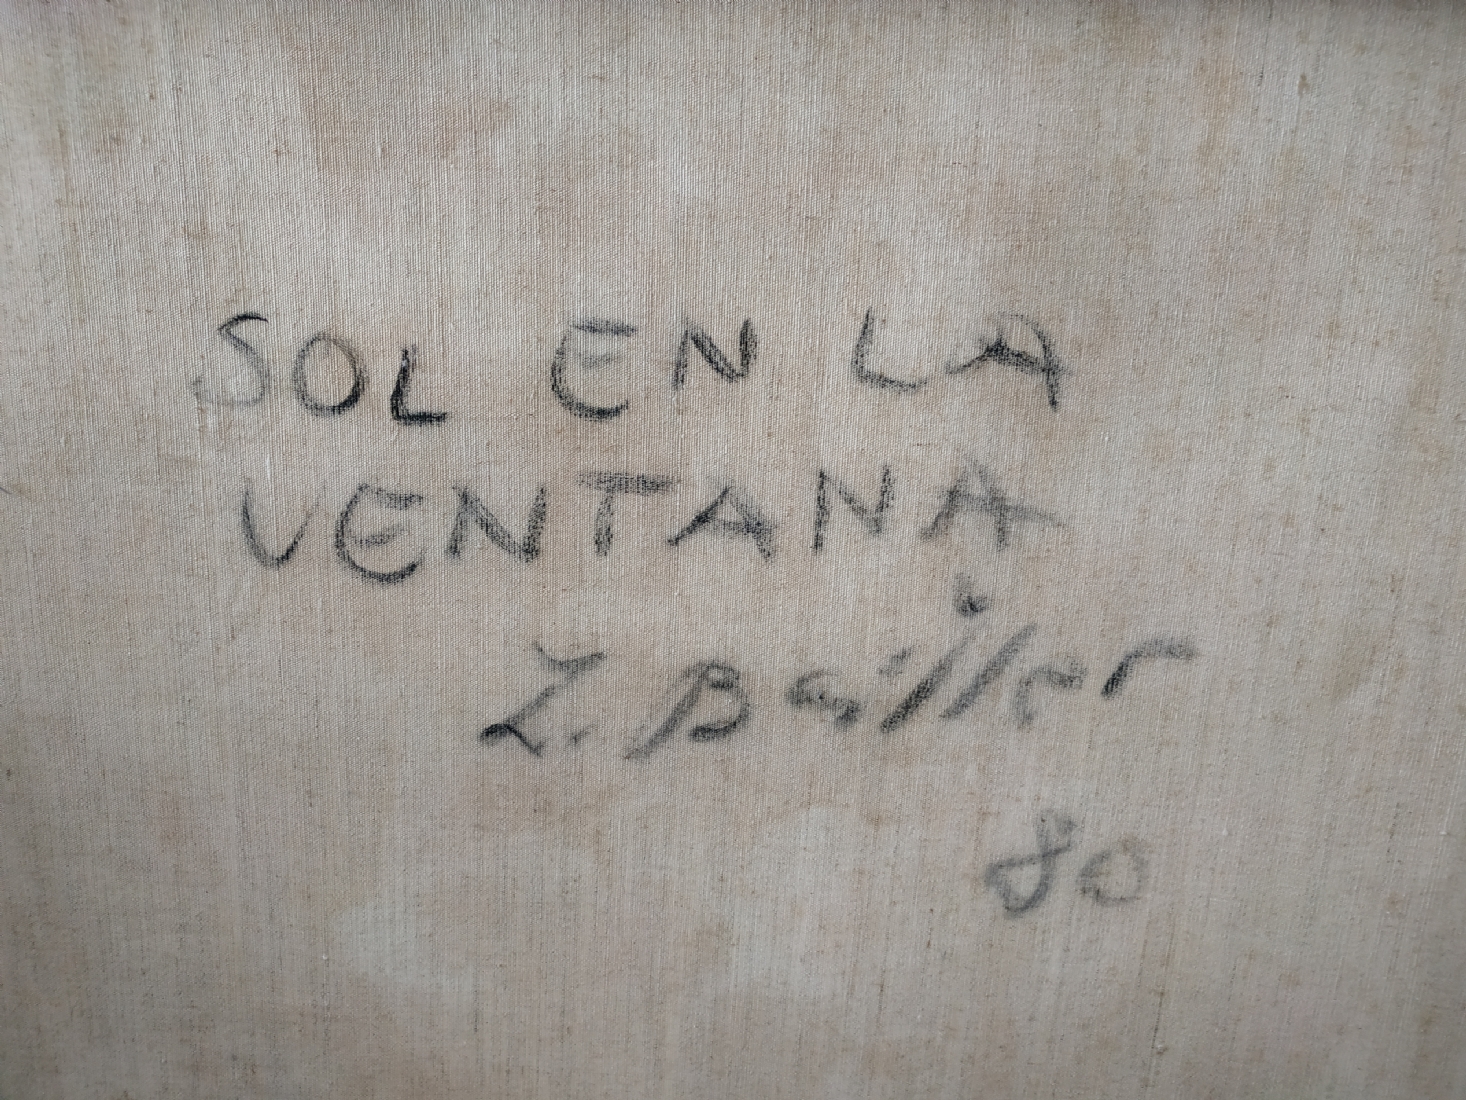 SOL EN LA
VENTANA
80